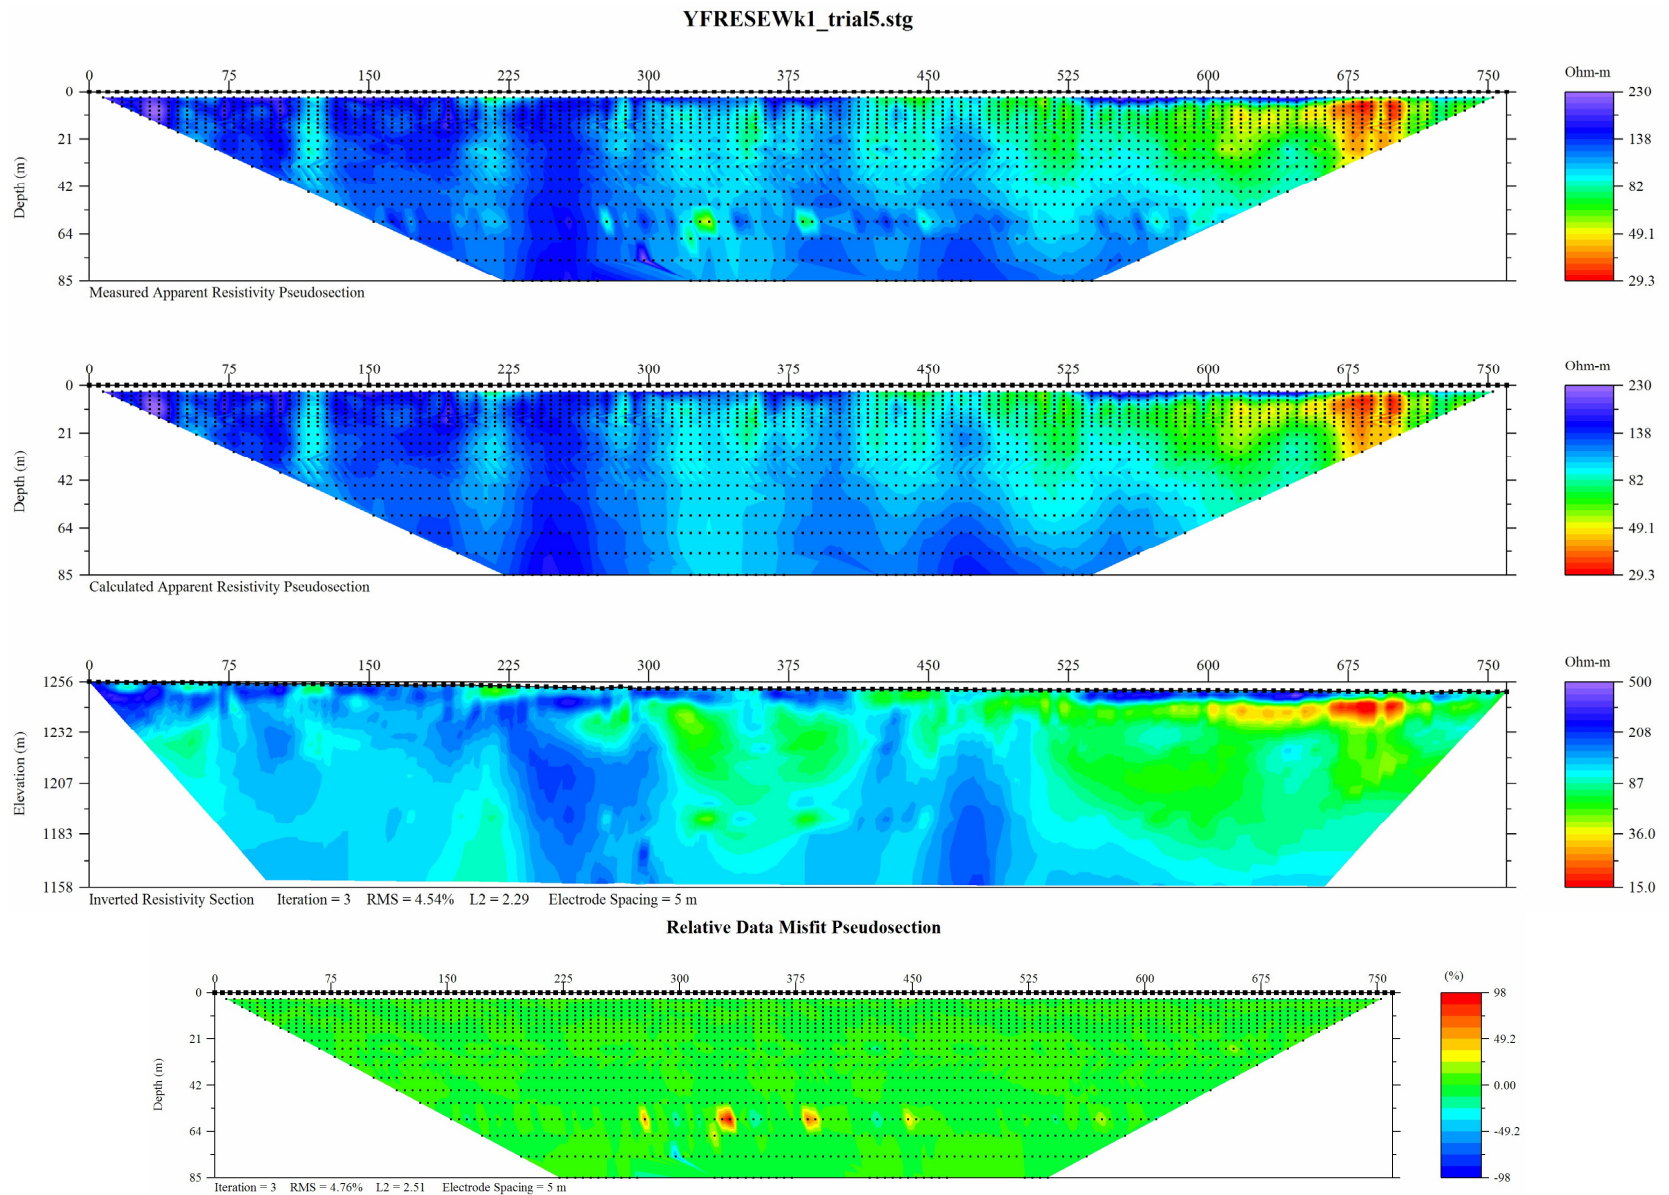 YFRESEWk1_trial5.stg
0 75 150 225 300 375 450 525 600 675 750
Ohm-m
Depth (m)
0
21
42
64
85
230
138
82
49.1
29.3
Measured Apparent Resistivity Pseudosection
0 75 150 225 300 375 450 525 600 675 750
Ohm-m
Depth (m)
0
21
42
64
85
230
138
82
49.1
29.3
Calculated Apparent Resistivity Pseudosection
0 75 150 225 300 375 450 525 600 675 750
Ohm-m
Elevation (m)
1256
1232
1207
1183
1158
500
208
87
36.0
15.0
Inverted Resistivity Section Iteration = 3 RMS = 4.54% L2 = 2.29 Electrode Spacing = 5 m
Relative Data Misfit Pseudosection
0 75 150 225 300 375 450 525 600 675 750
(%)
Depth (m)
0
21
42
64
85
98
49.2
0.00
-49.2
-98
Iteration = 3 RMS = 4.76% L2 = 2.51 Electrode Spacing = 5 m